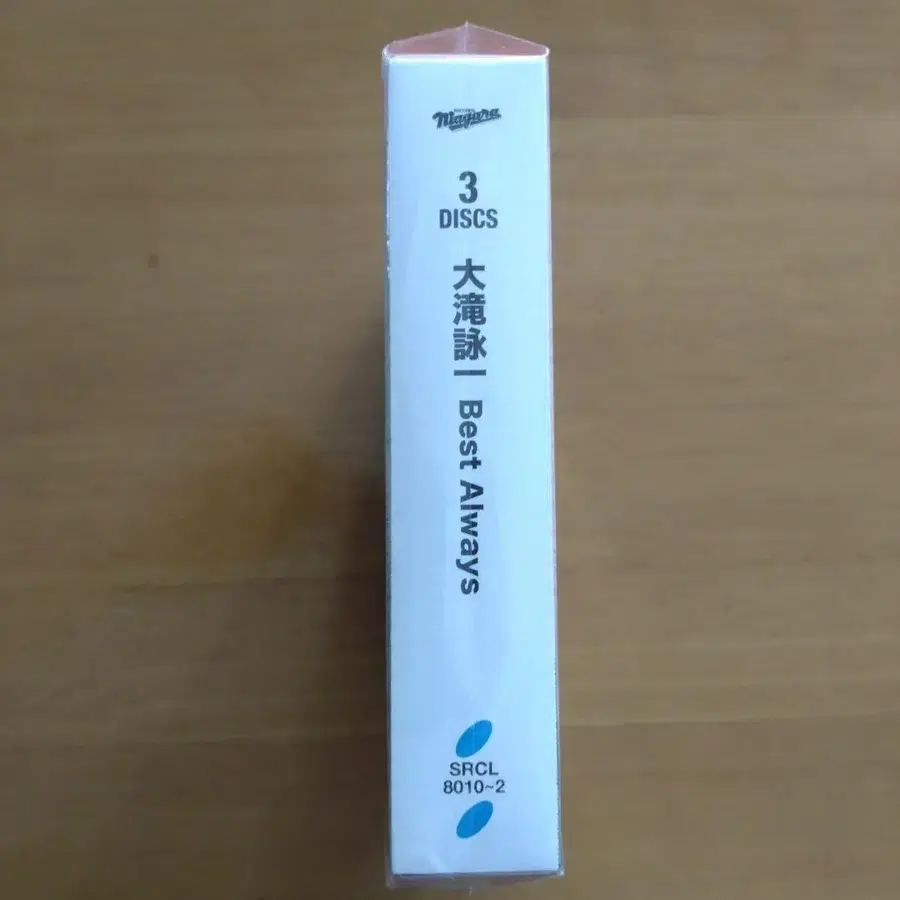 Niagara
3
DISCS
大滝詠一 Best Always
SRCL
8010~2